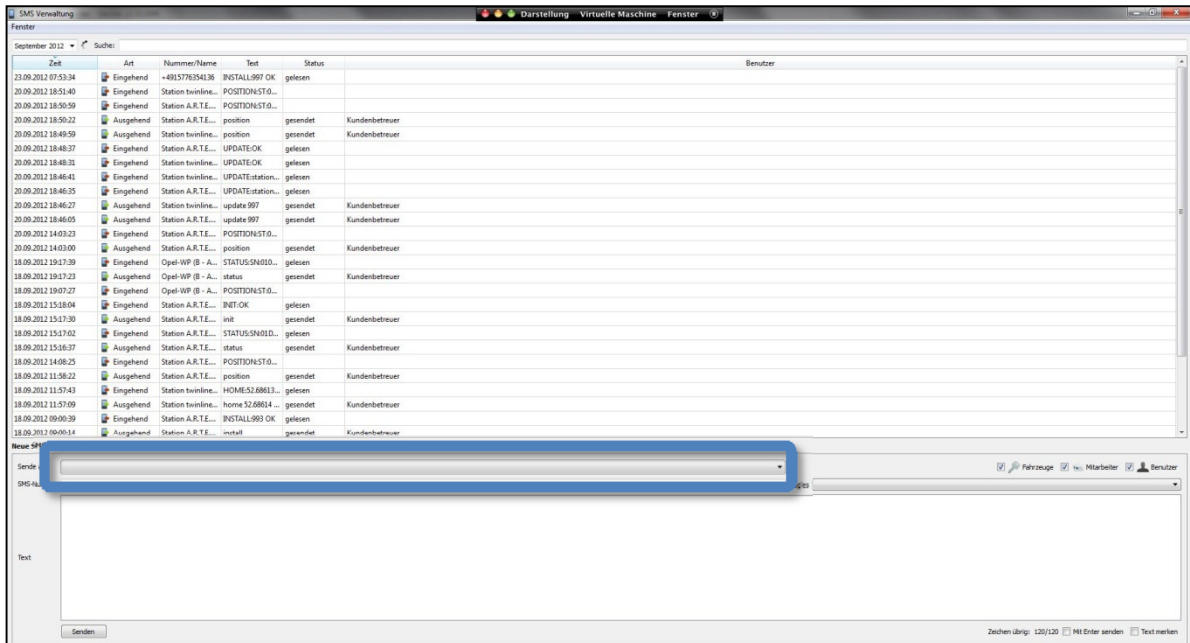 SMS Verwaltung Darstellung Virtuelle Maschine Fenster
Fenster
September 2012 Suche:
Zeit Art Nummer/Name Text Status Benutzer
23.09.2012 07:53:34 Eingehend +4915776354136 INSTALL:997 OK gelesen
20.09.2012 18:51:40 Eingehend Station twinline... POSITION:ST:0...
20.09.2012 18:50:59 Eingehend Station A.R.T.E.... POSITION:ST:0...
20.09.2012 18:50:22 Ausgehend Station A.R.T.E.... position gesendet Kundenbetreuer
20.09.2012 18:49:59 Ausgehend Station twinline... position gesendet Kundenbetreuer
20.09.2012 18:48:37 Eingehend Station A.R.T.E.... UPDATE:OK gelesen
20.09.2012 18:48:31 Eingehend Station twinline... UPDATE:OK gelesen
20.09.2012 18:46:41 Eingehend Station twinline... UPDATE:station... gelesen
20.09.2012 18:46:35 Eingehend Station A.R.T.E.... UPDATE:station... gelesen
20.09.2012 18:46:27 Ausgehend Station twinline... update 997 gesendet Kundenbetreuer
20.09.2012 18:46:05 Ausgehend Station A.R.T.E.... update 997 gesendet Kundenbetreuer
20.09.2012 14:03:23 Eingehend Station A.R.T.E.... POSITION:ST:0...
20.09.2012 14:03:00 Ausgehend Station A.R.T.E.... position gesendet Kundenbetreuer
18.09.2012 19:17:39 Eingehend Opel-WP (B - A... STATUS:SN:010... gelesen
18.09.2012 19:17:23 Ausgehend Opel-WP (B - A... status gesendet Kundenbetreuer
18.09.2012 19:07:27 Eingehend Opel-WP (B - A... POSITION:ST:0...
18.09.2012 15:18:04 Eingehend Station A.R.T.E.... INIT:OK gelesen
18.09.2012 15:17:30 Ausgehend Station A.R.T.E.... init gesendet Kundenbetreuer
18.09.2012 15:17:02 Eingehend Station A.R.T.E.... STATUS:SN:01D... gelesen
18.09.2012 15:16:37 Ausgehend Station A.R.T.E.... status gesendet Kundenbetreuer
18.09.2012 14:08:25 Eingehend Station A.R.T.E.... POSITION:ST:0...
18.09.2012 11:58:22 Ausgehend Station A.R.T.E.... position gesendet Kundenbetreuer
18.09.2012 11:57:43 Eingehend Station twinline... HOME:52.68613... gelesen
18.09.2012 11:57:09 Ausgehend Station twinline... home 52.68614 ... gesendet Kundenbetreuer
18.09.2012 09:00:39 Eingehend Station A.R.T.E.... INSTALL:993 OK gelesen
18.09.2012 09:00:14 Ausgehend Station A.R.T.E.... install gesendet Kundenbetreuer
Neue
Sende Fahrzeuge Mitarbeiter Benutzer
Text
Senden Zeichen übrig: 120/120 Mit Enter senden Text merken